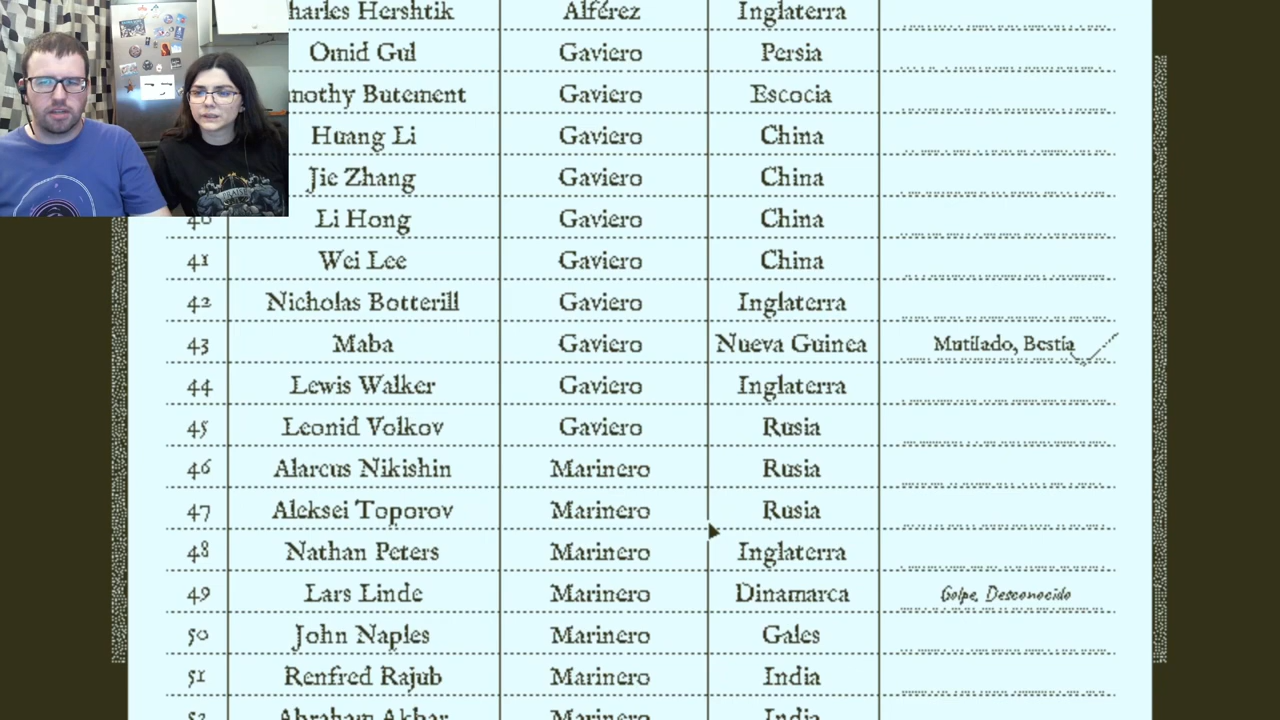 harles Hershtik Alférez Inglaterra
Omid Gul Gaviero Persia
mothy Butement Gaviero Escocia
Huang Li Gaviero China
Jie Zhang Gaviero China
40 Li Hong Gaviero China
41 Wei Lee Gaviero China
42 Nicholas Botterill Gaviero Inglaterra
43 Maba Gaviero Nueva Guinea Mutilado, Bestia
44 Lewis Walker Gaviero Inglaterra
45 Leonid Volkov Gaviero Rusia
46 Alarcus Nikishin Marinero Rusia
47 Aleksei Toporov Marinero Rusia
48 Nathan Peters Marinero Inglaterra
49 Lars Linde Marinero Dinamarca Golpe, Desconocido
50 John Naples Marinero Gales
51 Renfred Rajub Marinero India
52 Abraham Akbar Marinero India